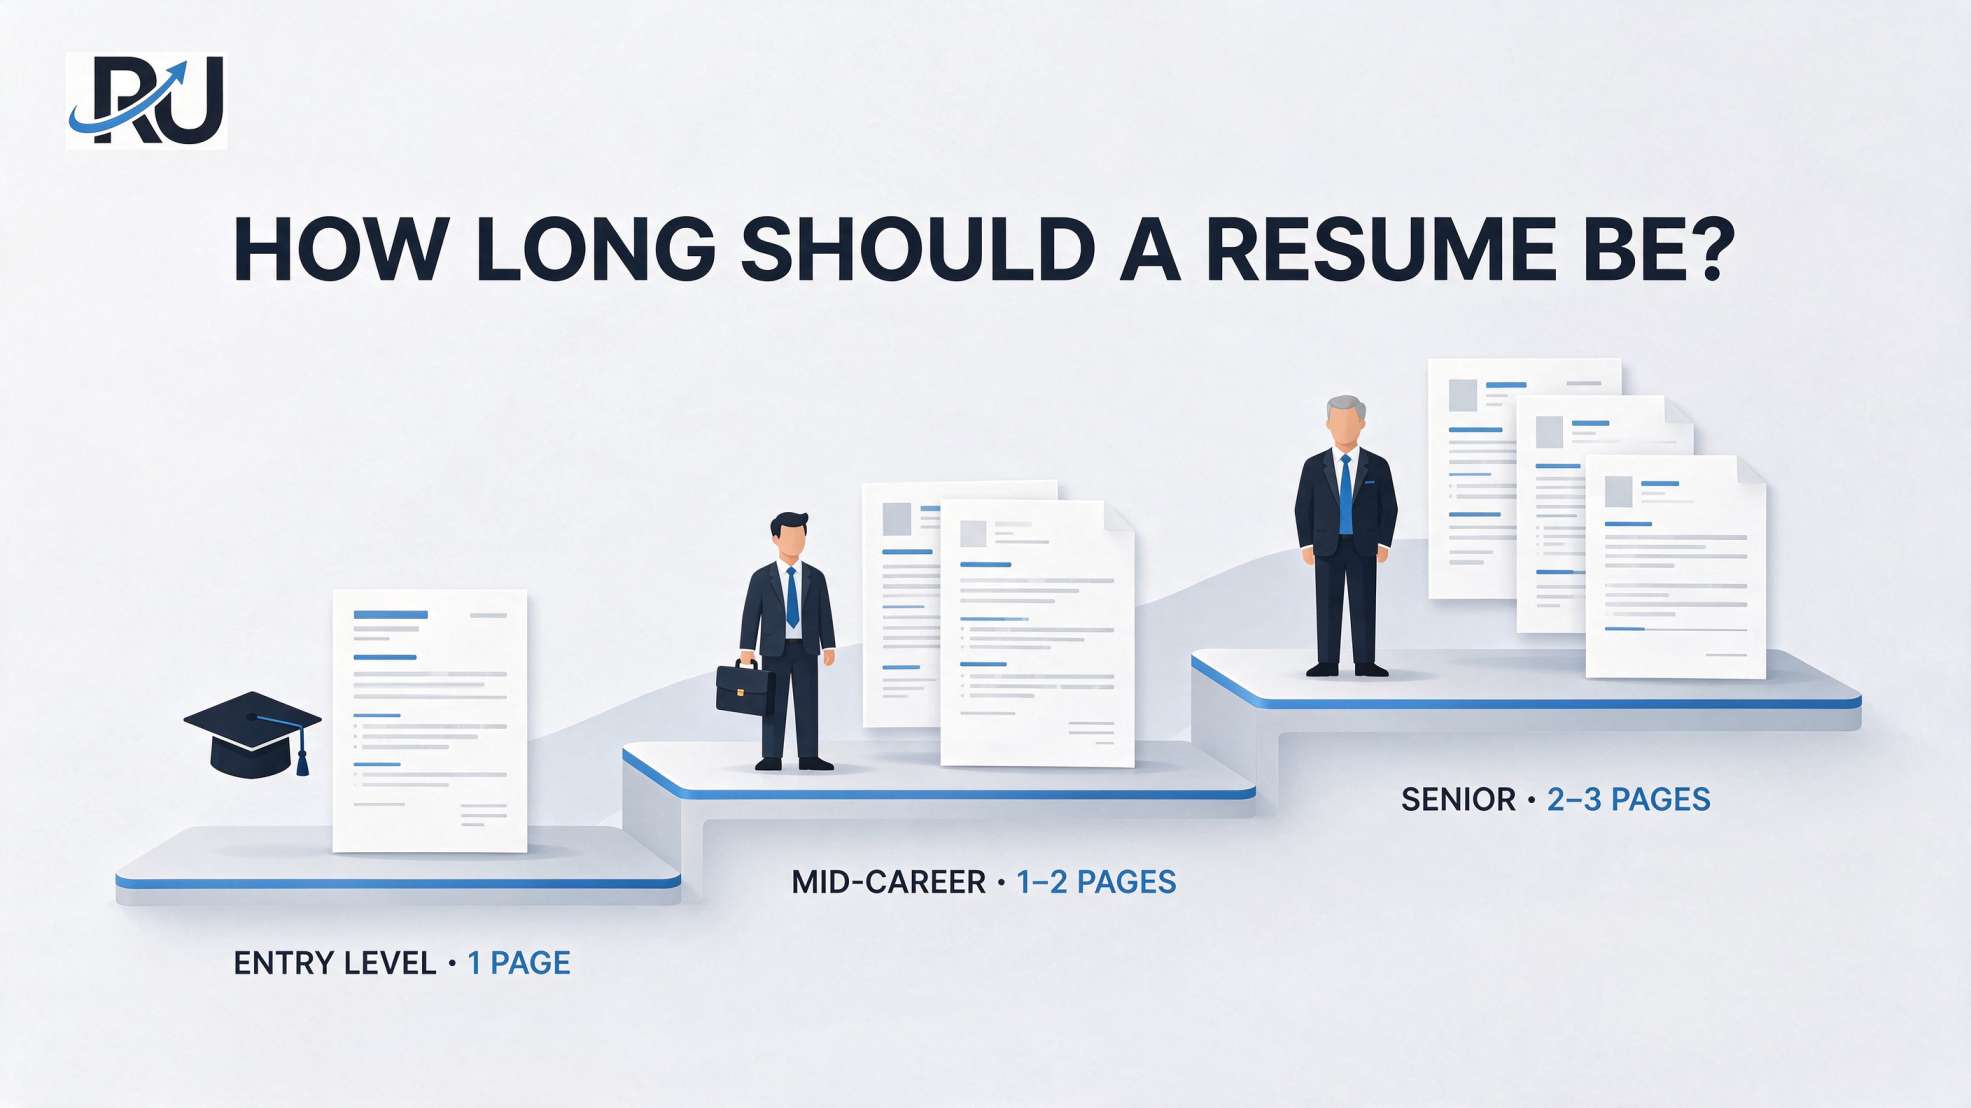 RU
HOW LONG SHOULD A RESUME BE?
SENIOR • 2–3 PAGES
MID-CAREER • 1–2 PAGES
ENTRY LEVEL • 1 PAGE